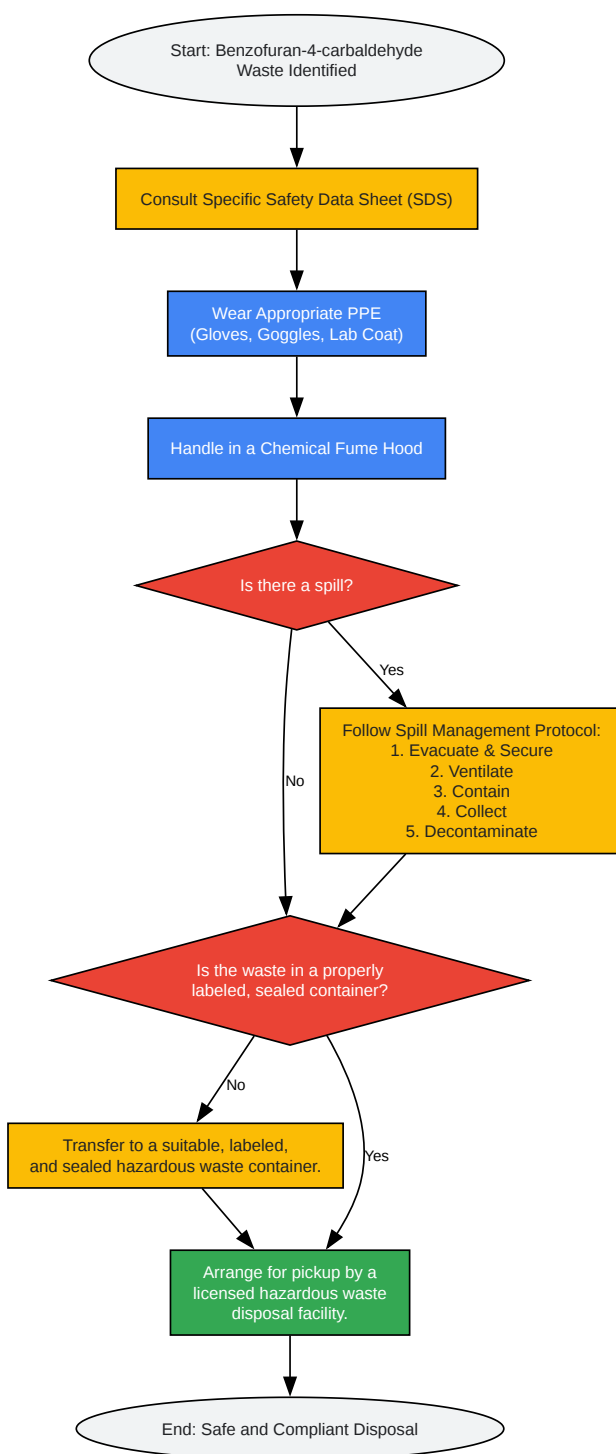 Start: Benzofuran-4-carbaldehyde
Waste Identified
Consult Specific Safety Data Sheet (SDS)
Wear Appropriate PPE
(Gloves, Goggles, Lab Coat)
Handle in a Chemical Fume Hood
Is there a spill?
Yes
Follow Spill Management Protocol:
1. Evacuate & Secure
2. Ventilate
3. Contain
4. Collect
5. Decontaminate
No
Is the waste in a properly
labeled, sealed container?
No
Transfer to a suitable, labeled,
and sealed hazardous waste container.
Yes
Arrange for pickup by a
licensed hazardous waste
disposal facility.
End: Safe and Compliant Disposal